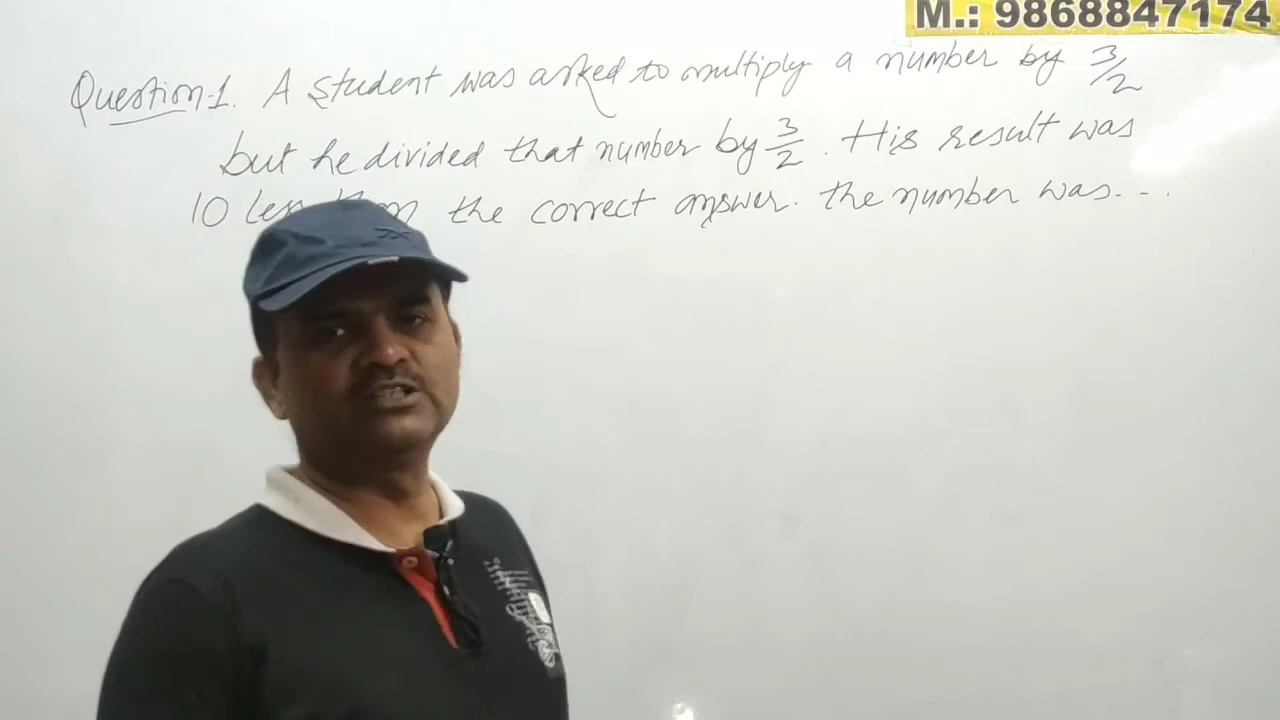 M.: 9868847174
Question-1. A student was asked to multiply a number by 3/2
but he divided that number by 3/2. His result was
10 less the correct answer. the number was...